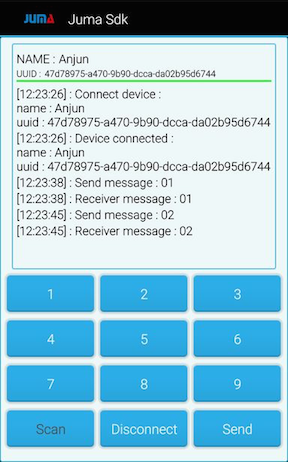 JUMA Juma Sdk
NAME : Anjun
UUID : 47d78975-a470-9b90-dcca-da02b95d6744
[12:23:26] : Connect device :
name : Anjun
uuid : 47d78975-a470-9b90-dcca-da02b95d6744
[12:23:26] : Device connected :
name : Anjun
uuid : 47d78975-a470-9b90-dcca-da02b95d6744
[12:23:38] : Send message : 01
[12:23:38] : Receiver message : 01
[12:23:45] : Send message : 02
[12:23:45] : Receiver message : 02
1 2 3
4 5 6
7 8 9
Scan Disconnect Send